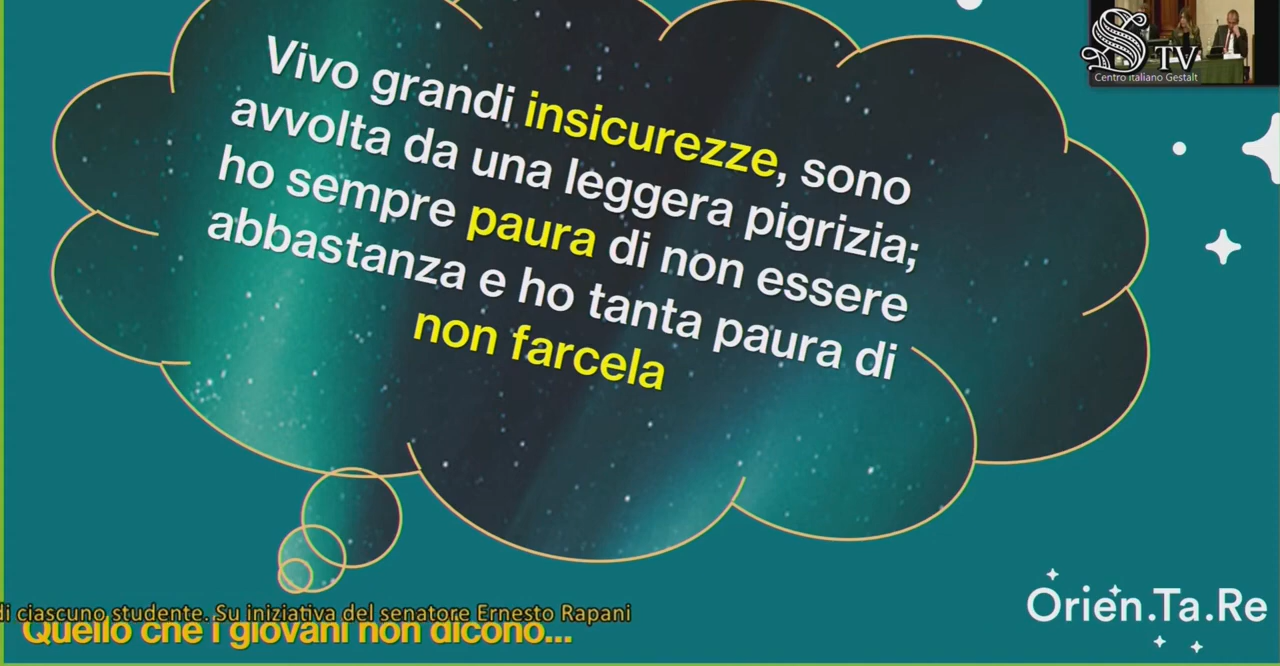 Vivo grandi insicurezze, sono
avvolta da una leggera pigrizia;
ho sempre paura di non essere
abbastanza e ho tanta paura di
non farcela
S TV
Centro Italiano Gestalt
Orien.Ta.Re
di ciascuno studente. Su iniziativa del senatore Ernesto Rapani
Quello che i giovani non dicono...